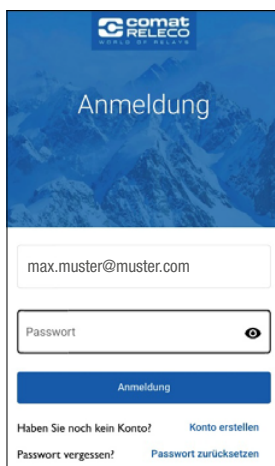 comat
RELECO
WORLD OF RELAYS
Anmeldung
max.muster@muster.com
Passwort
Anmeldung
Haben Sie noch kein Konto? Konto erstellen
Passwort vergessen? Passwort zurücksetzen